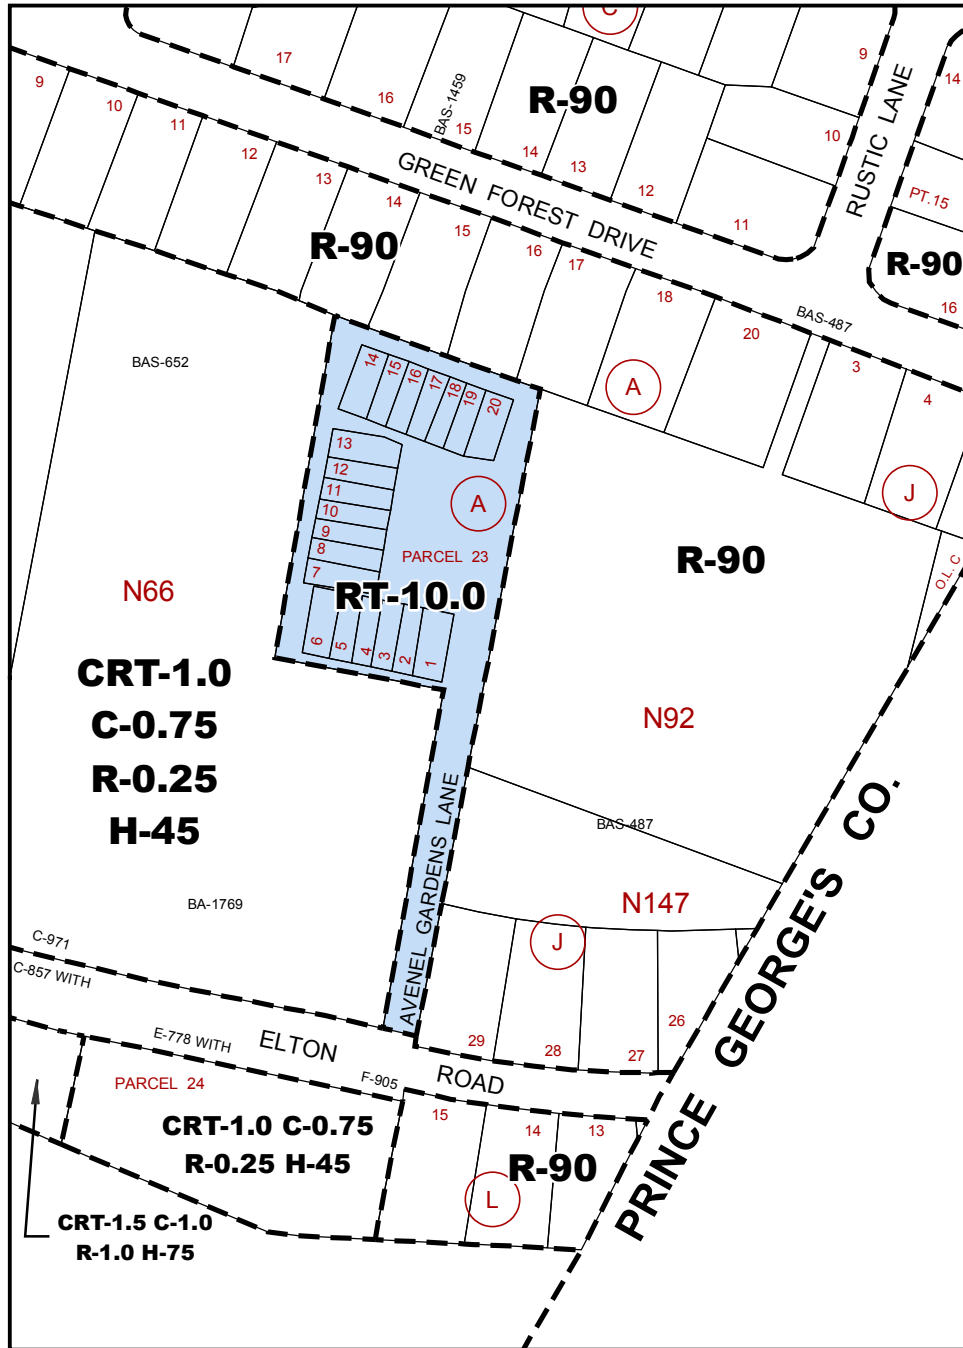 C
17
16
BAS-1459
15
14
13
12
11
10
9
R-90
RUSTIC LANE
14
PT. 15
R-90
16
GREEN FOREST DRIVE
BAS-487
9
10
11
12
13
14
15
16
17
18
20
3
4
R-90
A
J
BAS-652
14
15
16
17
18
19
20
13
12
11
10
9
8
7
A
PARCEL 23
RT-10.0
6
5
4
3
2
1
R-90
O.L. C
N66
CRT-1.0
C-0.75
R-0.25
H-45
N92
BAS-487
N147
AVENEL GARDENS LANE
BA-1769
J
29
28
27
26
C-971
C-857 WITH
E-778 WITH
ELTON ROAD
F-905
PARCEL 24
CRT-1.0 C-0.75
R-0.25 H-45
15
14
13
R-90
L
CRT-1.5 C-1.0
R-1.0 H-75
PRINCE GEORGE'S CO.